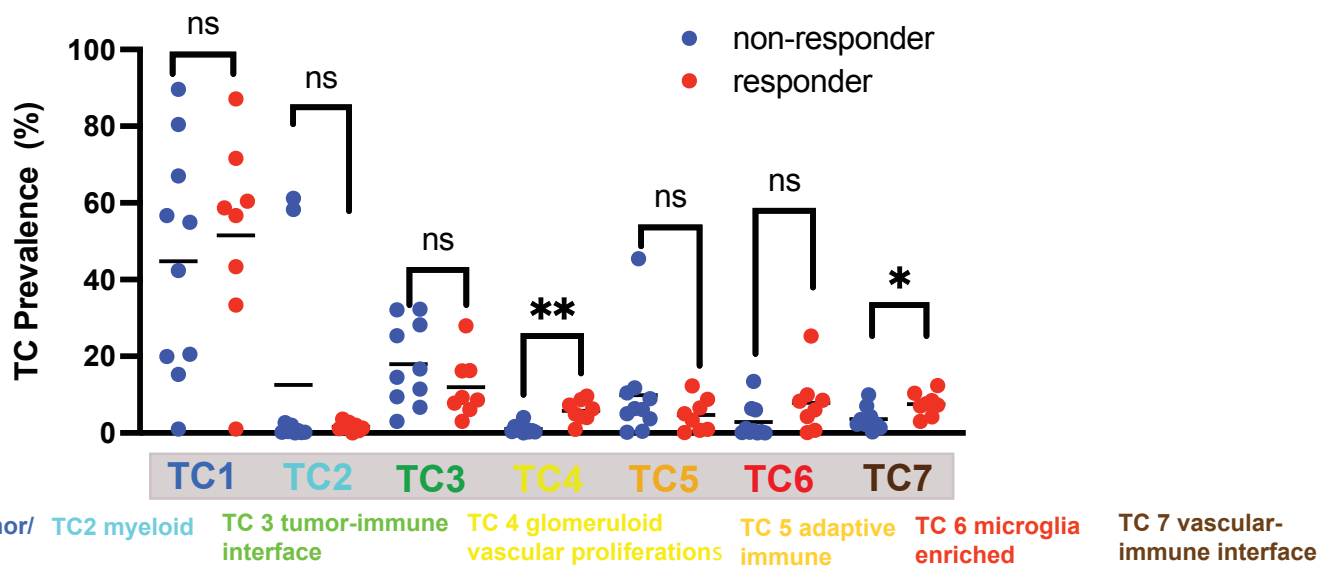 ns
non-responder
responder
100
80
60
40
20
0
TC Prevalence (%)
ns
ns
**
ns
ns
*
TC1 TC2 TC3 TC4 TC5 TC6 TC7
TC2 myeloid
TC 3 tumor-immune
interface
TC 4 glomeruloid
vascular proliferations
TC 5 adaptive
immune
TC 6 microglia
enriched
TC 7 vascular-
immune interface